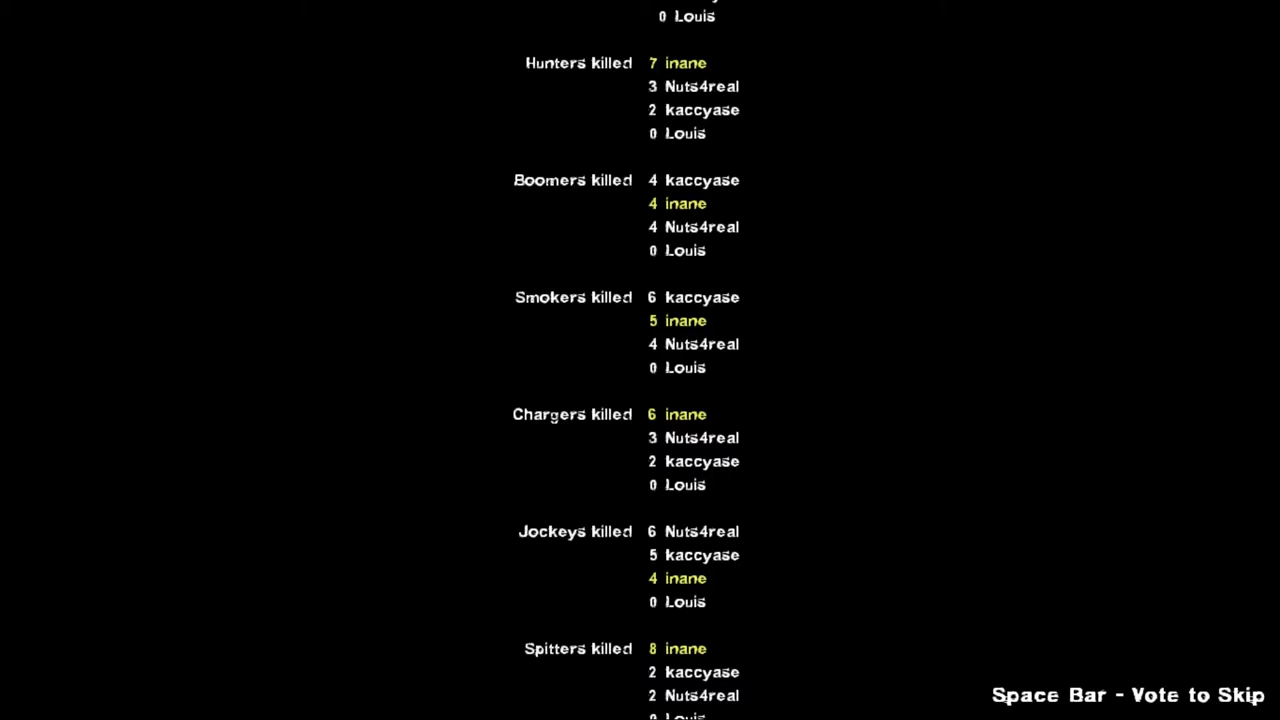 0 Louis
Hunters killed 7 inane
3 Nuts4real
2 kaccyase
0 Louis
Boomers killed 4 kaccyase
4 inane
4 Nuts4real
0 Louis
Smokers killed 6 kaccyase
5 inane
4 Nuts4real
0 Louis
Chargers killed 6 inane
3 Nuts4real
2 kaccyase
0 Louis
Jockeys killed 6 Nuts4real
5 kaccyase
4 inane
0 Louis
Spitters killed 8 inane
2 kaccyase
2 Nuts4real
0 Louis
Space Bar - Vote to Skip